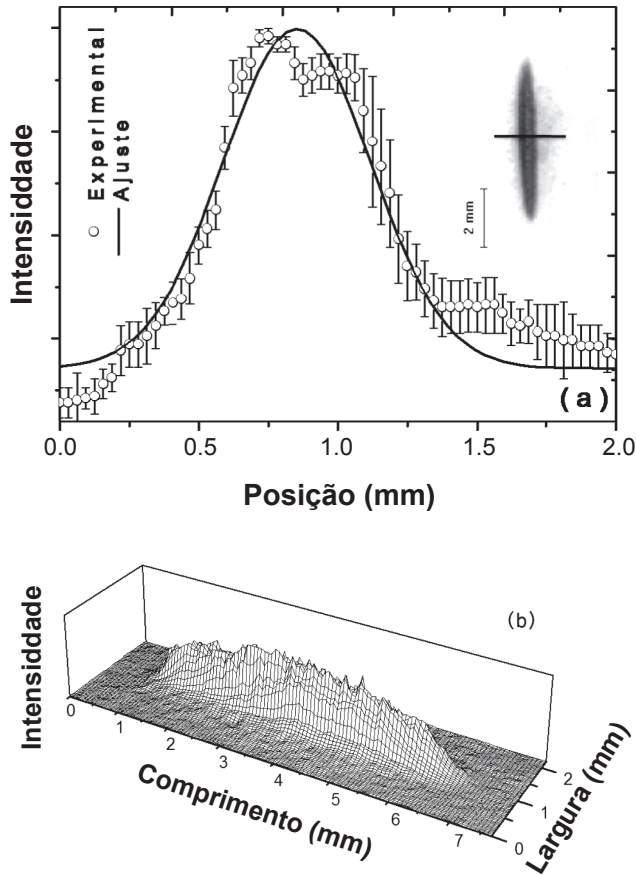 Intensiddade
Experimental
Ajuste
2 mm
(a)
0.0 0.5 1.0 1.5 2.0
Posição (mm)
(b)
Intensiddade
0 1 2 3 4 5 6 7
Comprimento (mm)
0 1 2
Largura (mm)